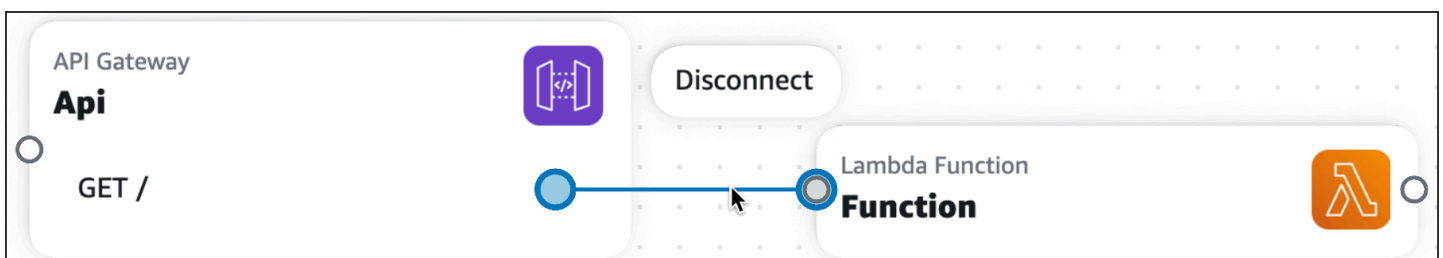 API Gateway
Api
GET /
Disconnect
Lambda Function
Function